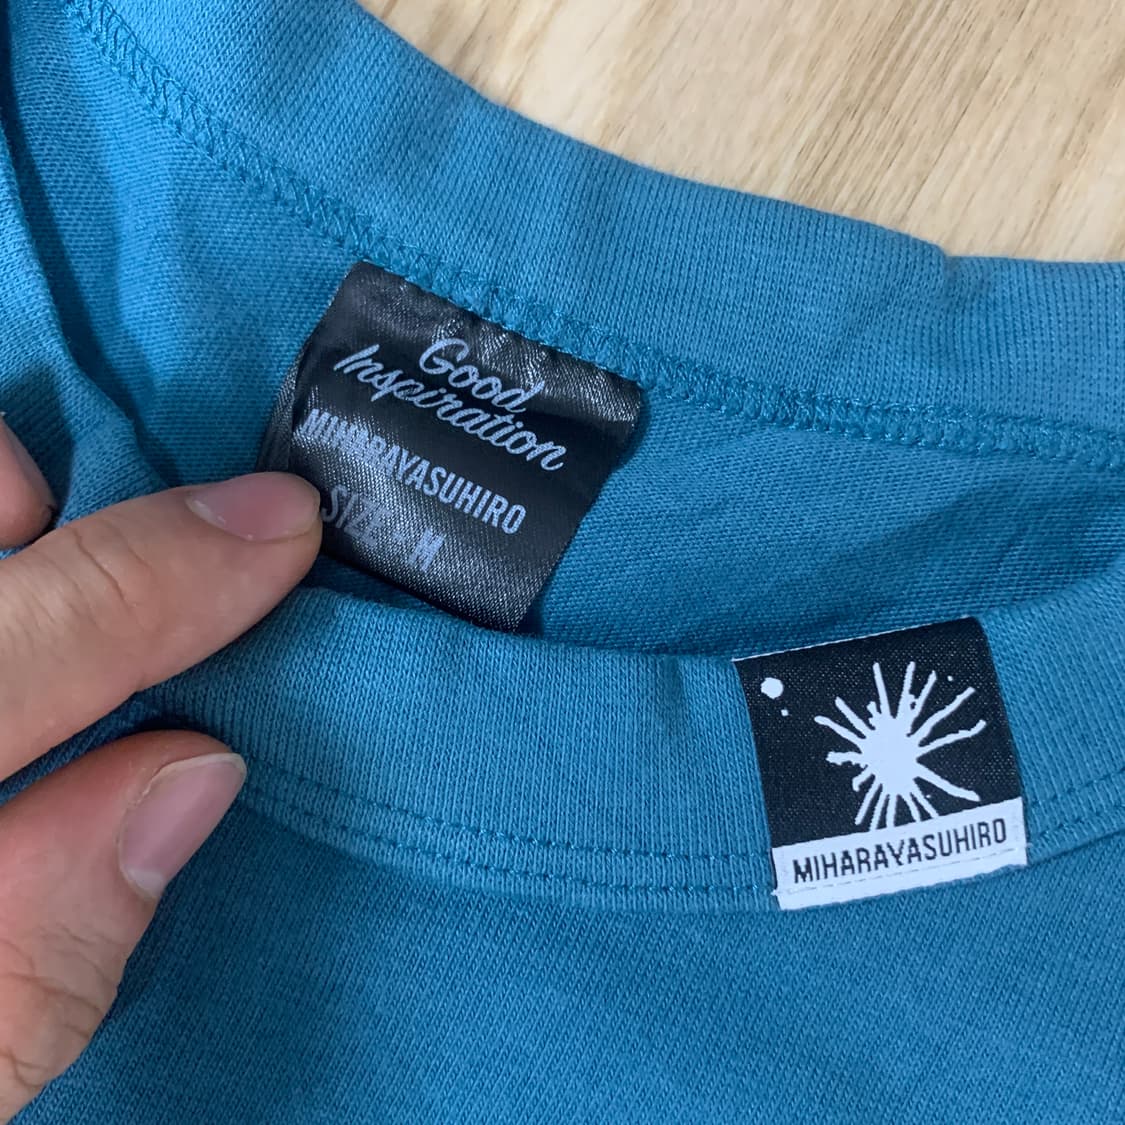 Good
Inspiration
MIHARAYASUHIRO
SIZE : M
MIHARAYASUHIRO